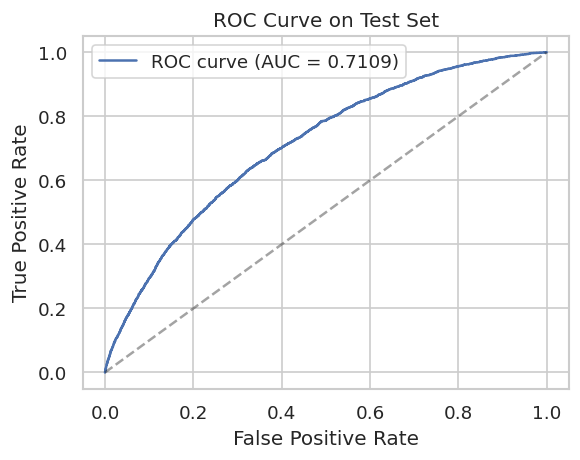 ROC Curve on Test Set
ROC curve (AUC = 0.7109)
True Positive Rate
1.0
0.8
0.6
0.4
0.2
0.0
0.0 0.2 0.4 0.6 0.8 1.0
False Positive Rate